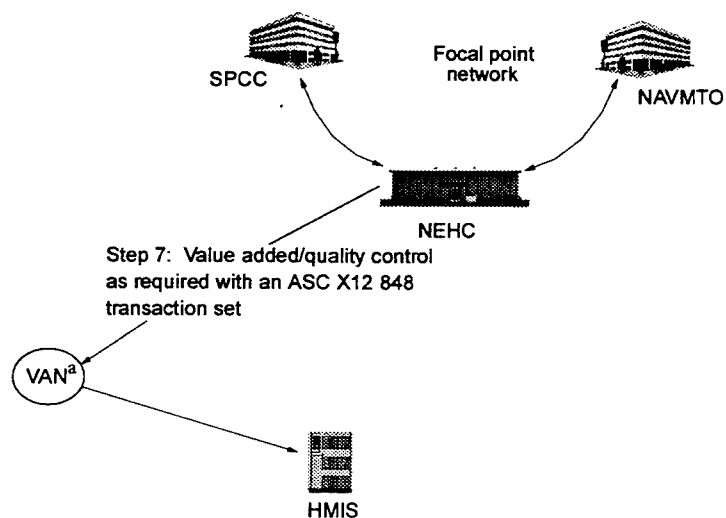 SPCC
Focal point
network
NAVMTO
NEHC
Step 7: Value added/quality control
as required with an ASC X12 848
transaction set
VANa
HMIS